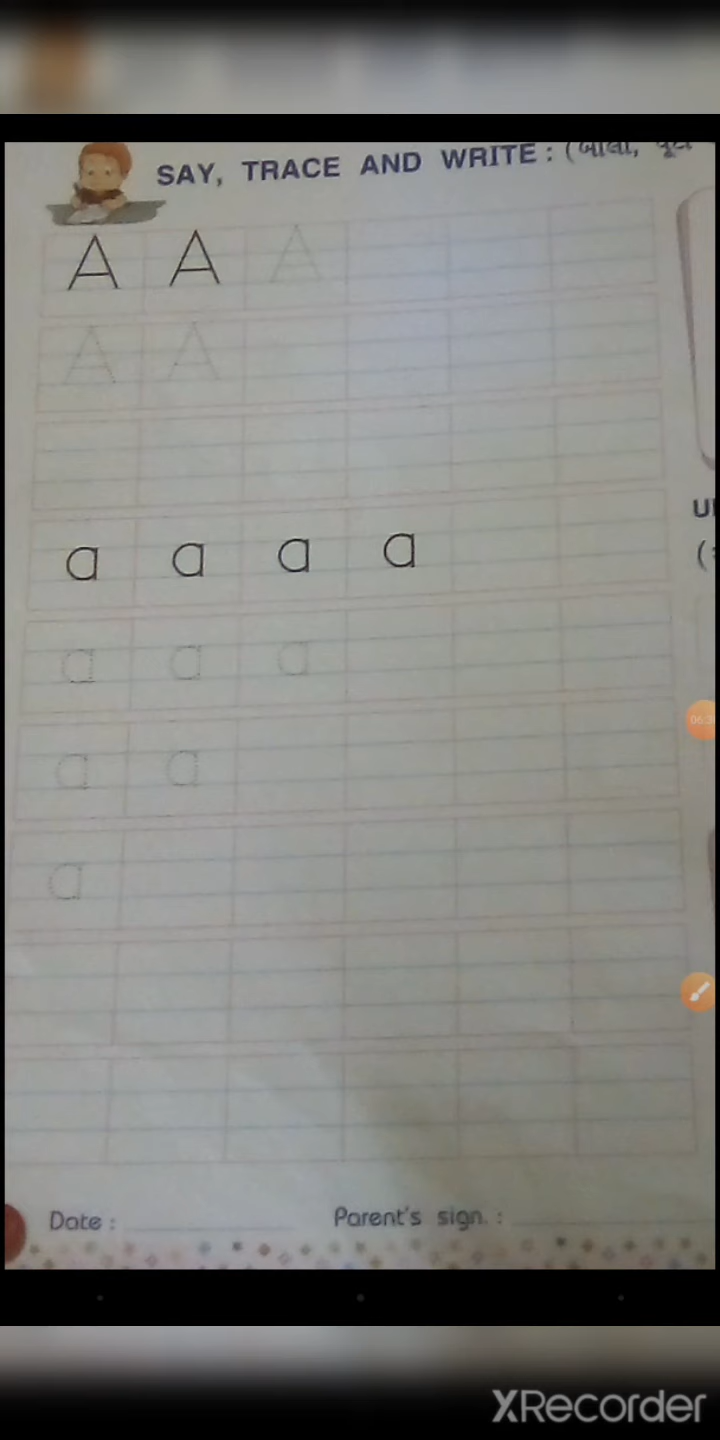 SAY, TRACE AND WRITE : (બોલો,
A A A
A A
a a a a
U
a a a
a a
a
Date :
Parent's sign. :
XRecorder